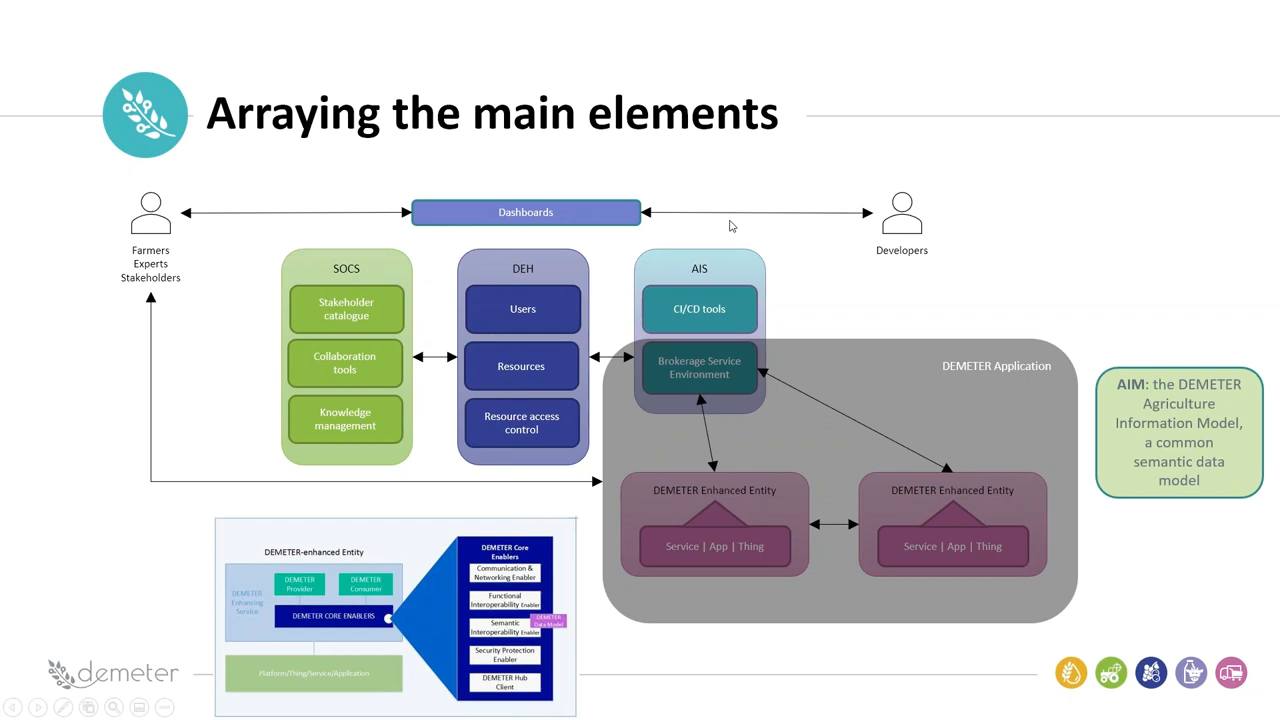 Arraying the main elements
Dashboards
Farmers
Experts
Stakeholders
Developers
SOCS
Stakeholder
catalogue
Collaboration
tools
Knowledge
management
DEH
Users
Resources
Resource access
control
AIS
CI/CD tools
Brokerage Service
Environment
DEMETER Application
DEMETER Enhanced Entity
Service | App | Thing
DEMETER Enhanced Entity
Service | App | Thing
AIM: the DEMETER
Agriculture
Information Model,
a common
semantic data
model
DEMETER-enhanced Entity
DEMETER
Enhancing
Service
DEMETER
Provider
DEMETER
Consumer
DEMETER CORE ENABLERS
Platform/Thing/Service/Application
DEMETER Core
Enablers
Communication &
Networking Enabler
Functional
Interoperability Enabler
Semantic
Interoperability Enabler
DEMETER
Data Model
Security Protection
Enabler
DEMETER Hub
Client
demeter